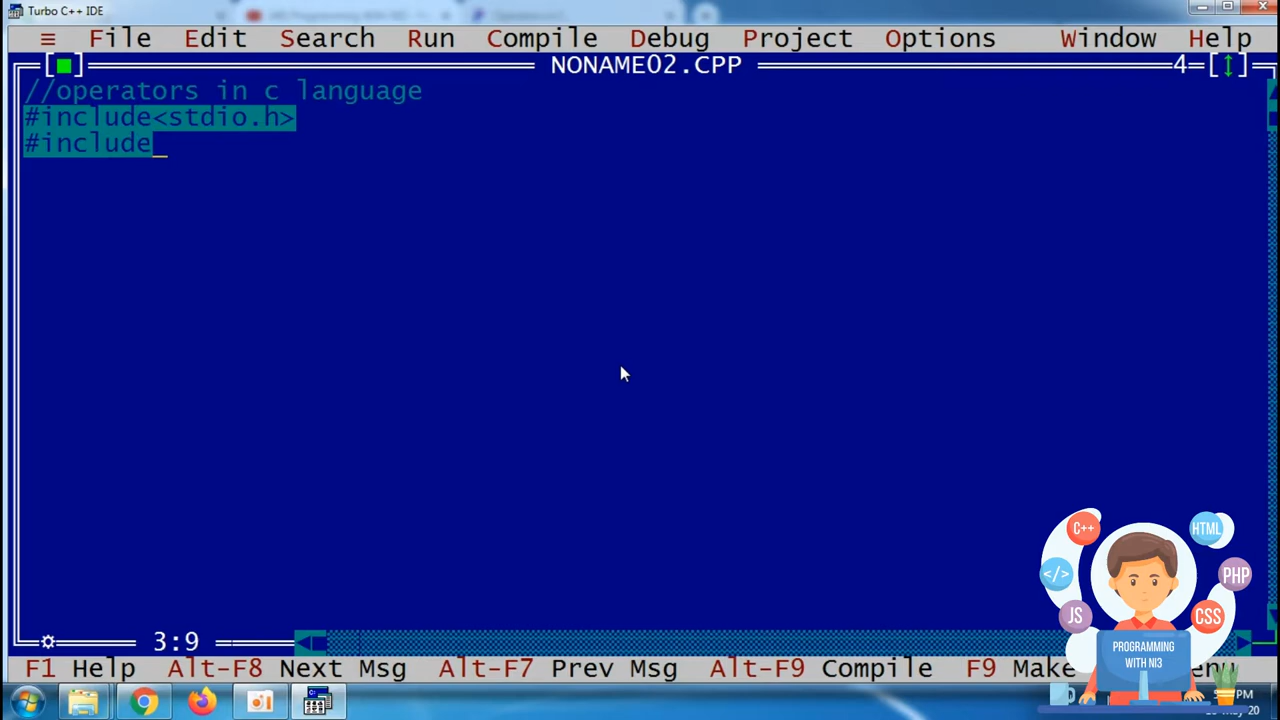 Turbo C++ IDE
≡ File Edit Search Run Compile Debug Project Options Window Help
[■] NONAME02.CPP 4=[↕]
//operators in c language
#include<stdio.h>
#include_
3:9
F1 Help Alt-F8 Next Msg Alt-F7 Prev Msg Alt-F9 Compile F9 Make
C++
HTML
</>
PHP
JS
CSS
PROGRAMMING
WITH NI3